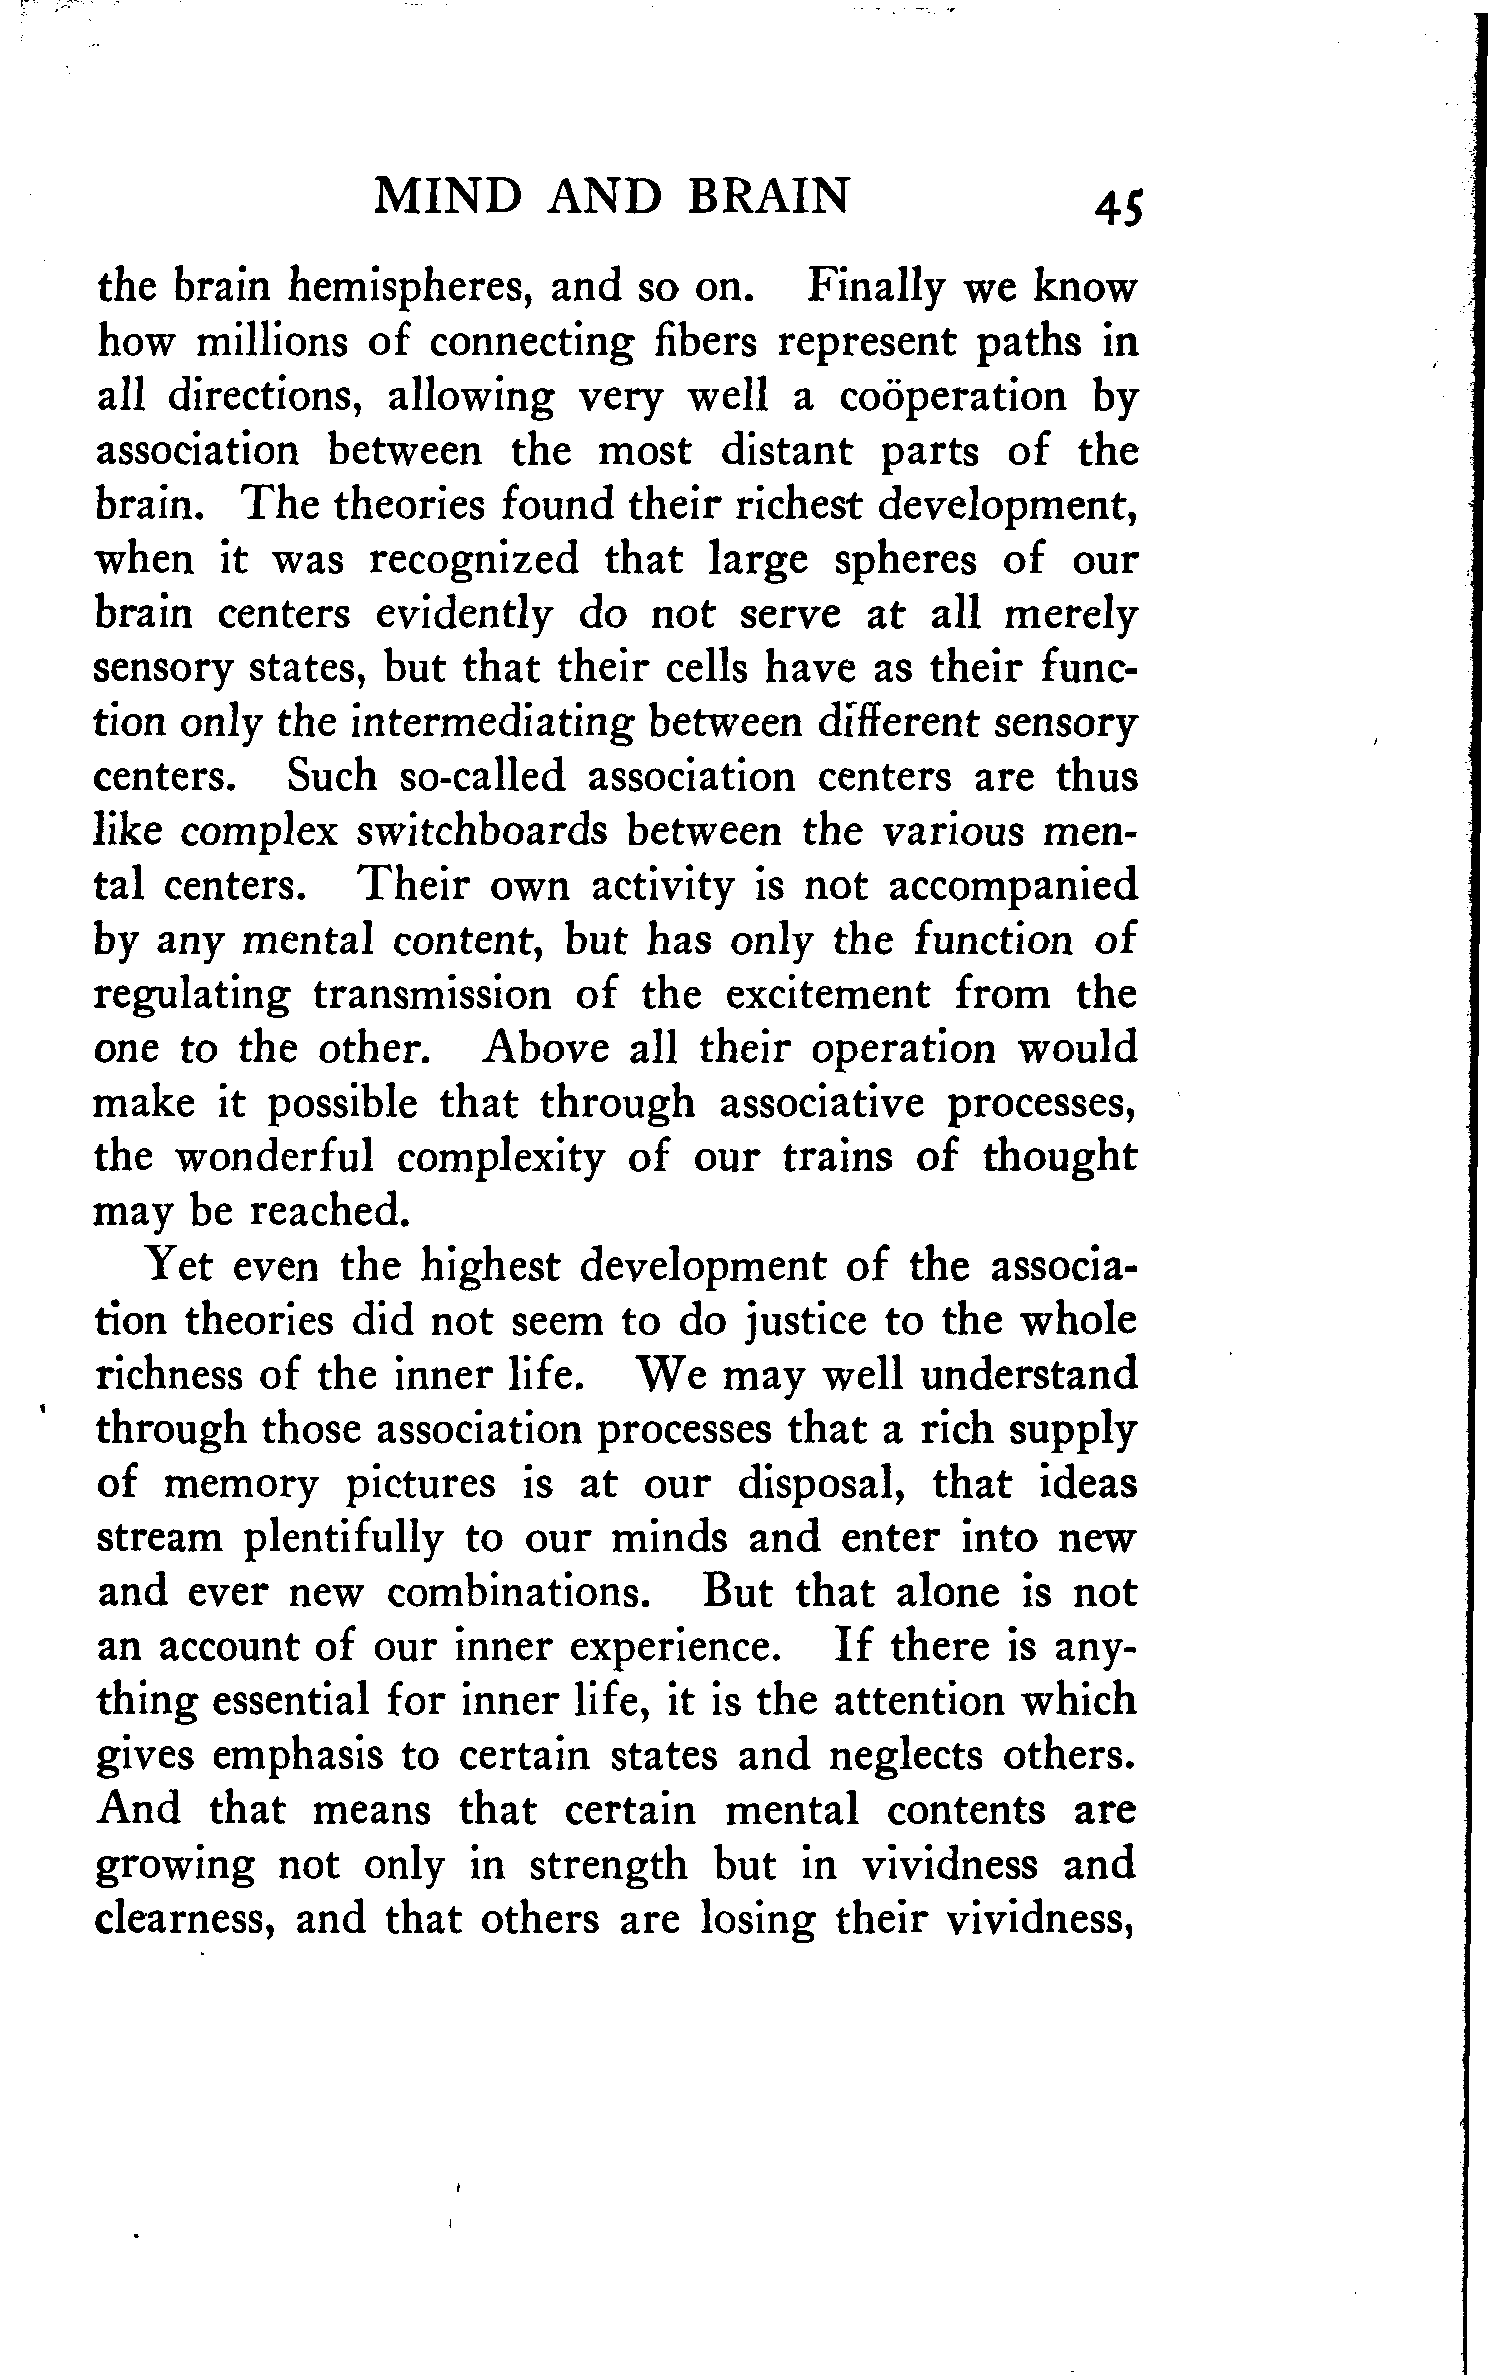 MIND AND BRAIN 45
the brain hemispheres, and so on. Finally we know
how millions of connecting fibers represent paths in
all directions, allowing very well a coöperation by
association between the most distant parts of the
brain. The theories found their richest development,
when it was recognized that large spheres of our
brain centers evidently do not serve at all merely
sensory states, but that their cells have as their func-
tion only the intermediating between different sensory
centers. Such so-called association centers are thus
like complex switchboards between the various men-
tal centers. Their own activity is not accompanied
by any mental content, but has only the function of
regulating transmission of the excitement from the
one to the other. Above all their operation would
make it possible that through associative processes,
the wonderful complexity of our trains of thought
may be reached.
Yet even the highest development of the associa-
tion theories did not seem to do justice to the whole
richness of the inner life. We may well understand
through those association processes that a rich supply
of memory pictures is at our disposal, that ideas
stream plentifully to our minds and enter into new
and ever new combinations. But that alone is not
an account of our inner experience. If there is any-
thing essential for inner life, it is the attention which
gives emphasis to certain states and neglects others.
And that means that certain mental contents are
growing not only in strength but in vividness and
clearness, and that others are losing their vividness,